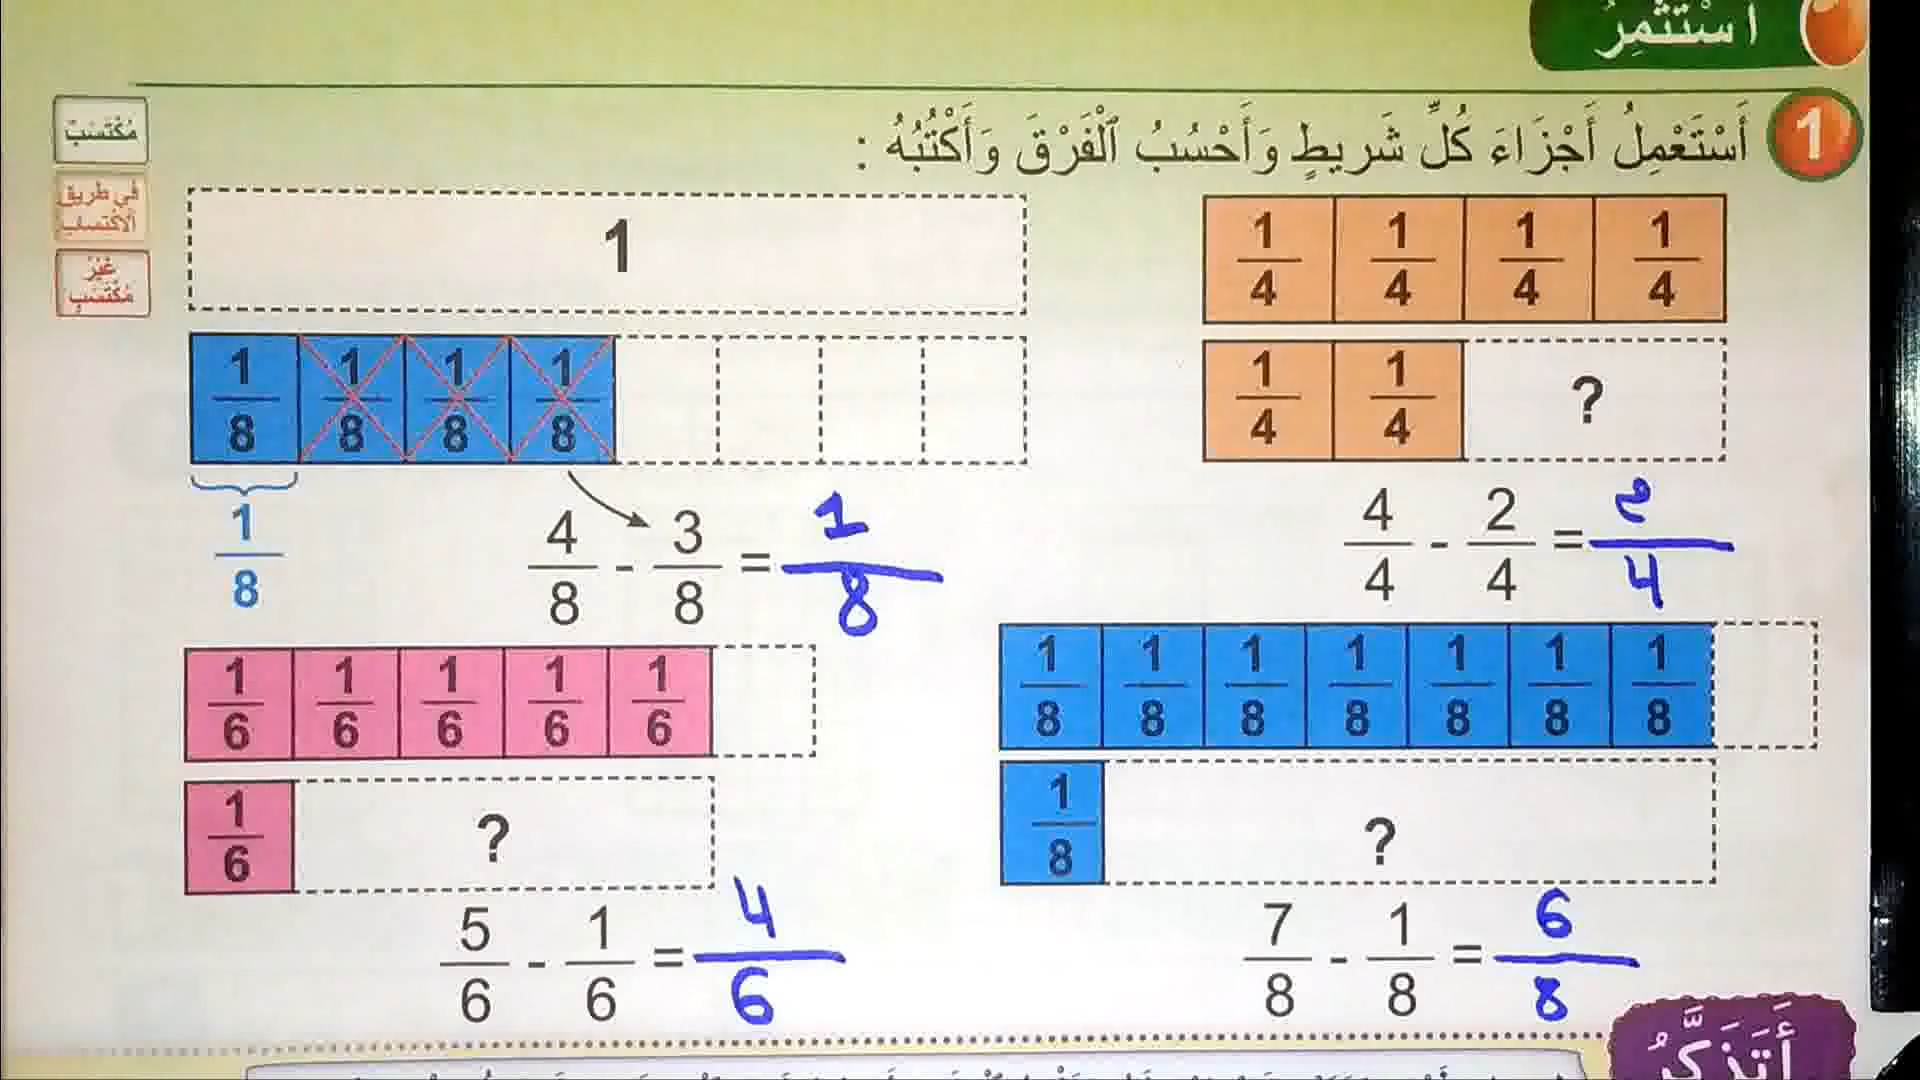 أَسْتَثْمِرُ
1 أَسْتَعْمِلُ أَجْزَاءَ كُلِّ شَرِيطٍ وَأَحْسُبُ ٱلْفَرْقَ وَأَكْتُبُهُ :
مُكْتَسَبٌ
في طريق
الاكتساب
غَيْرُ
مُكْتَسَبٍ
1/4 1/4 1/4 1/4
1/4 1/4 ?
4/4 - 2/4 = 2/4
1
1/8 1/8 1/8 1/8
1/8
4/8 - 3/8 = 1/8
1/8 1/8 1/8 1/8 1/8 1/8 1/8
1/8 ?
7/8 - 1/8 = 6/8
1/6 1/6 1/6 1/6 1/6
1/6 ?
5/6 - 1/6 = 4/6
أَتَذَكَّرُ